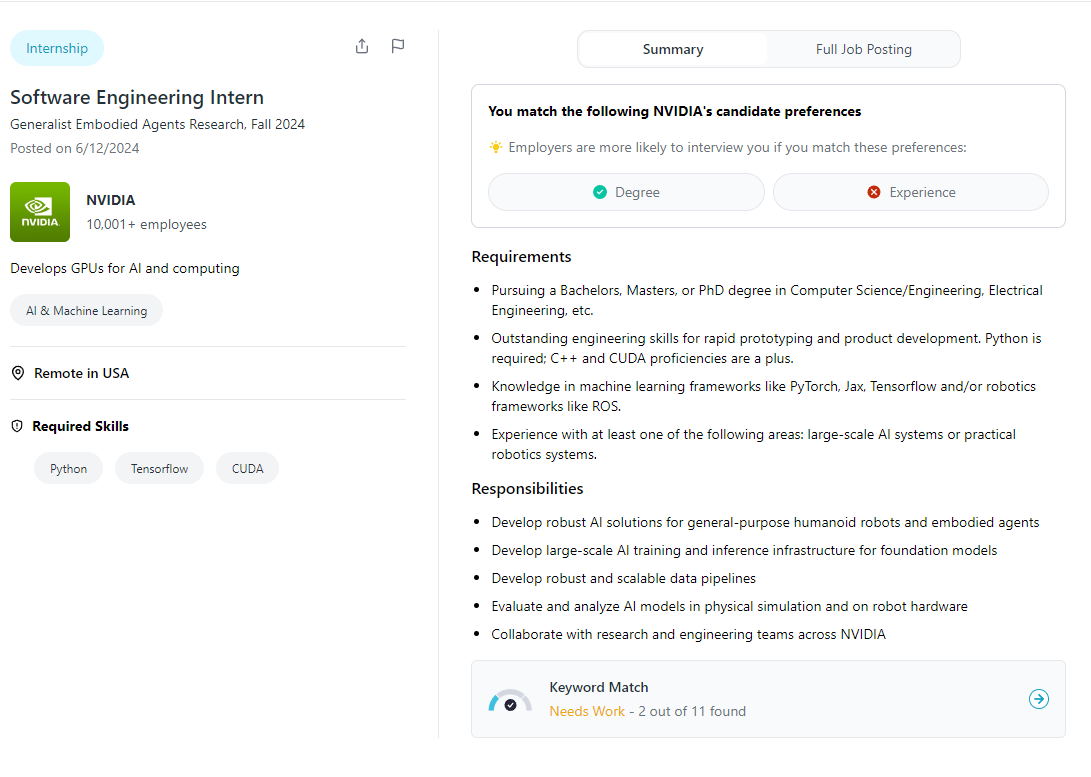 Internship
Software Engineering Intern
Generalist Embodied Agents Research, Fall 2024
Posted on 6/12/2024
NVIDIA
NVIDIA
10,001+ employees
Develops GPUs for AI and computing
AI & Machine Learning
Remote in USA
Required Skills
Python
Tensorflow
CUDA
Summary
Full Job Posting
You match the following NVIDIA's candidate preferences
Employers are more likely to interview you if you match these preferences:
Degree
Experience
Requirements
• Pursuing a Bachelors, Masters, or PhD degree in Computer Science/Engineering, Electrical
Engineering, etc.
• Outstanding engineering skills for rapid prototyping and product development. Python is
required; C++ and CUDA proficiencies are a plus.
• Knowledge in machine learning frameworks like PyTorch, Jax, Tensorflow and/or robotics
frameworks like ROS.
• Experience with at least one of the following areas: large-scale AI systems or practical
robotics systems.
Responsibilities
• Develop robust AI solutions for general-purpose humanoid robots and embodied agents
• Develop large-scale AI training and inference infrastructure for foundation models
• Develop robust and scalable data pipelines
• Evaluate and analyze AI models in physical simulation and on robot hardware
• Collaborate with research and engineering teams across NVIDIA
Keyword Match
Needs Work - 2 out of 11 found